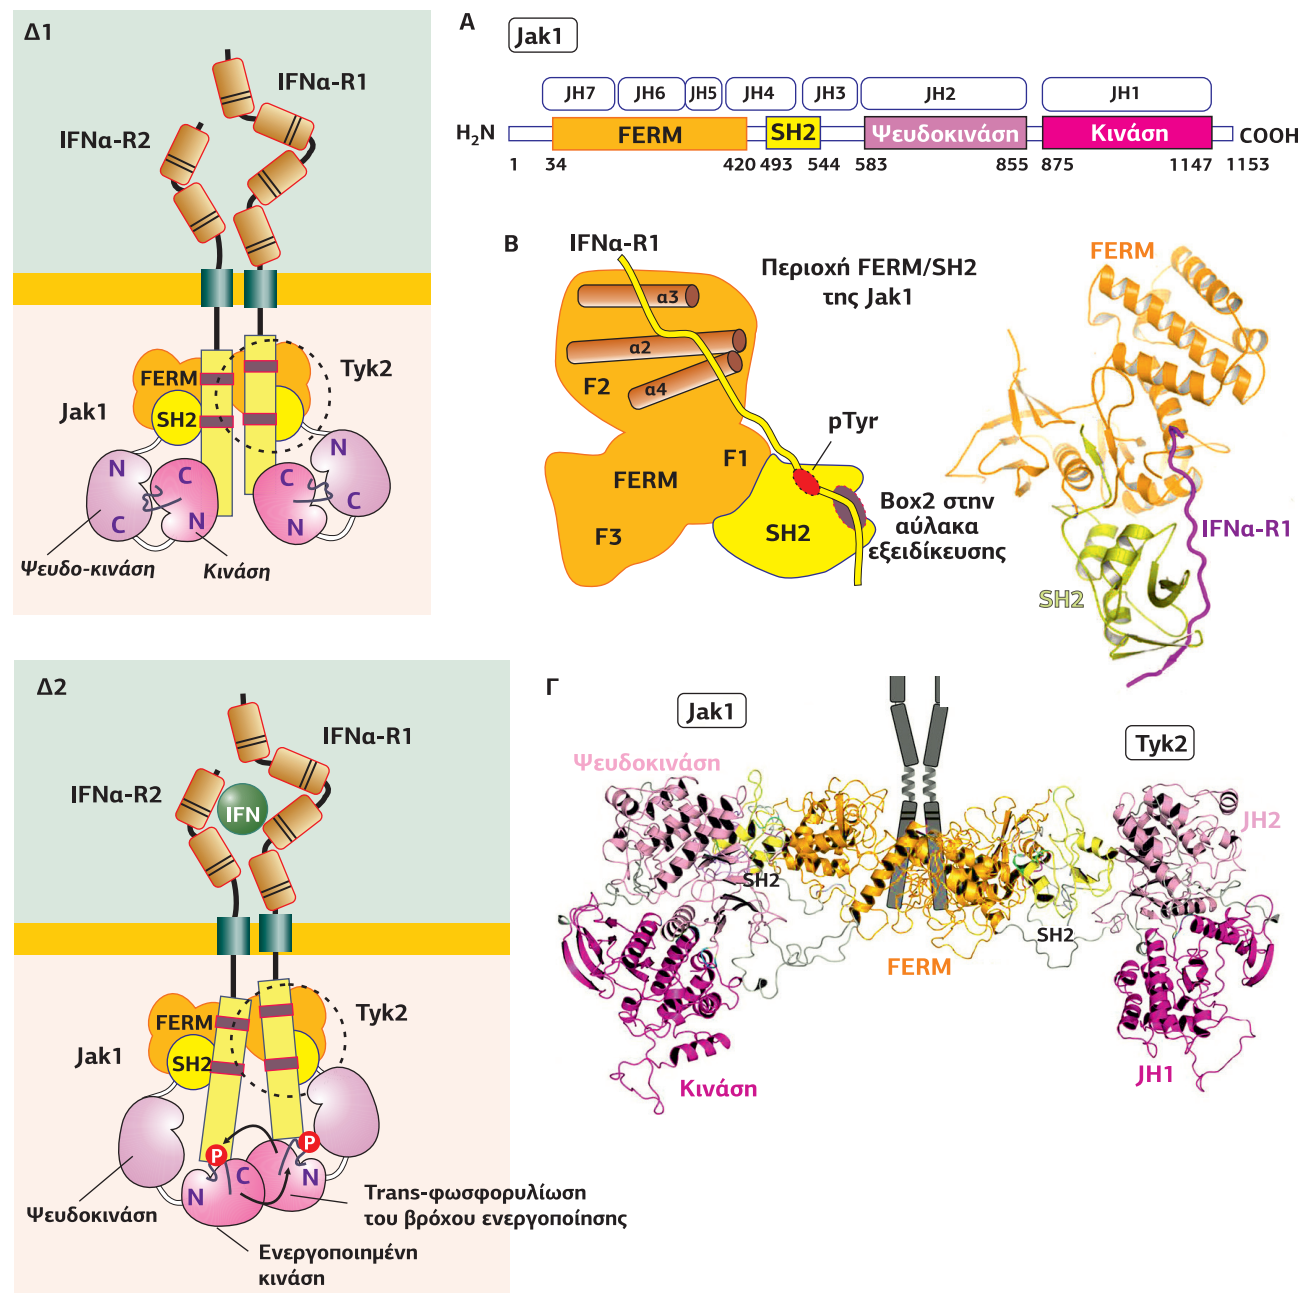 Δ1
IFNα-R1
IFNα-R2
Tyk2
FERM
Jak1
SH2
N
C
C
N
C
N
C
N
Ψευδο-κινάση
Κινάση
A
Jak1
JH7
JH6
JH5
JH4
JH3
JH2
JH1
H2N
FERM
SH2
Ψευδοκινάση
Κινάση
COOH
1
34
420
493
544
583
855
875
1147
1153
B
IFNα-R1
Περιοχή FERM/SH2
της Jak1
α3
α2
α4
F2
pTyr
F1
FERM
F3
SH2
Box2 στην
αύλακα
εξειδίκευσης
FERM
IFNα-R1
SH2
Δ2
IFNα-R1
IFNα-R2
IFN
Tyk2
FERM
Jak1
SH2
P
P
N
C
N
Ψευδοκινάση
Trans-φωσφορυλίωση
του βρόχου ενεργοποίησης
Ενεργοποιημένη
κινάση
Γ
Jak1
Tyk2
Ψευδοκινάση
JH2
SH2
SH2
FERM
Κινάση
JH1